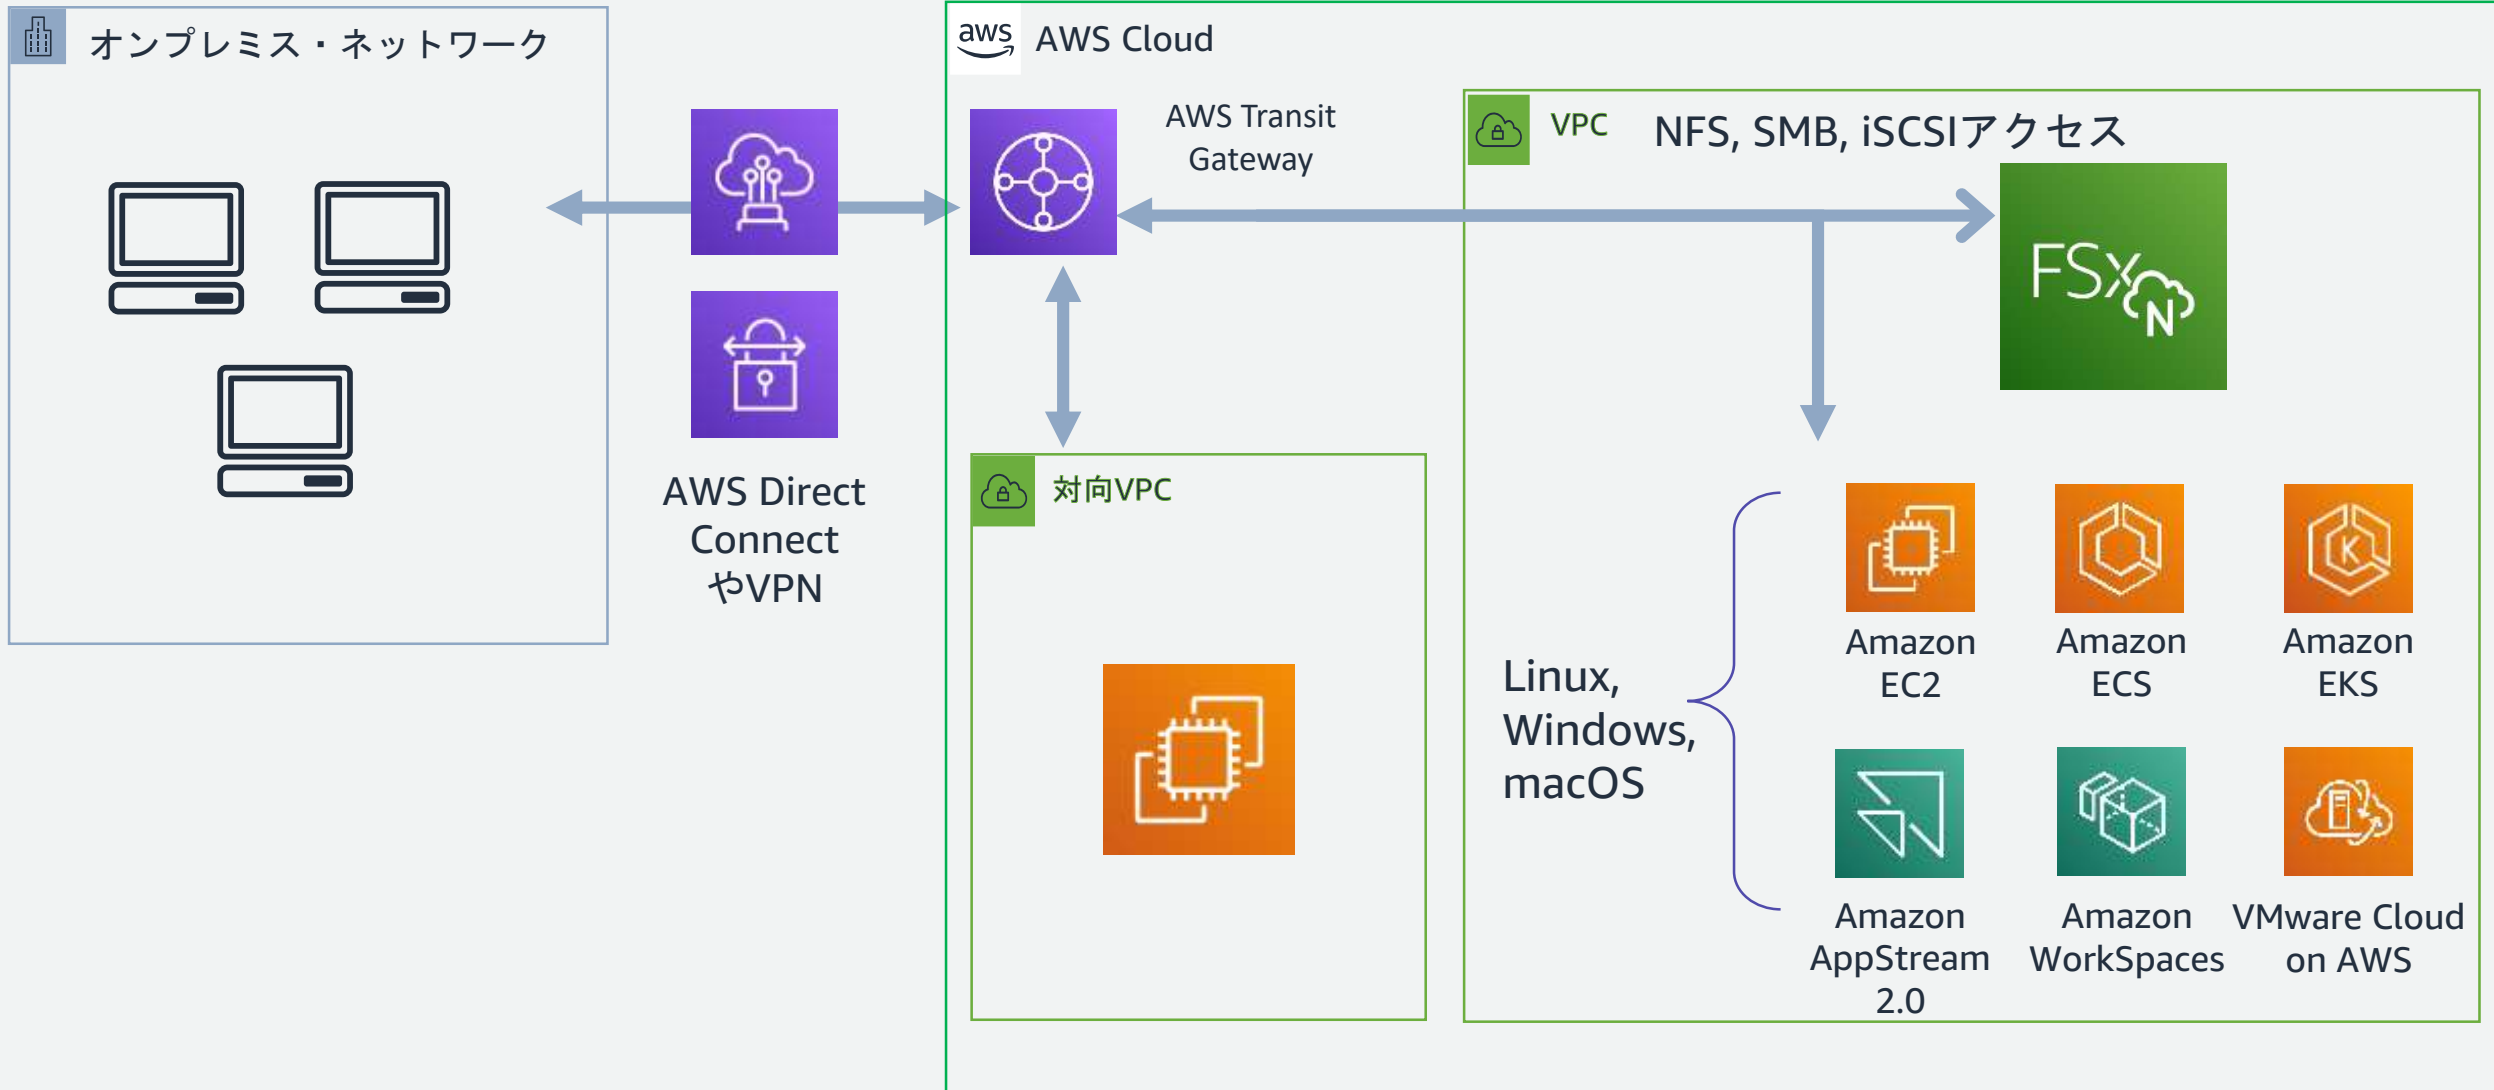 オンプレミス・ネットワーク
aws
AWS Cloud
AWS Transit
Gateway
VPC
NFS, SMB, iSCSIアクセス
FSx
N
AWS Direct
Connect
やVPN
対向VPC
Linux,
Windows,
macOS
K
Amazon
EC2
Amazon
ECS
Amazon
EKS
Amazon
AppStream
2.0
Amazon
WorkSpaces
VMware Cloud
on AWS